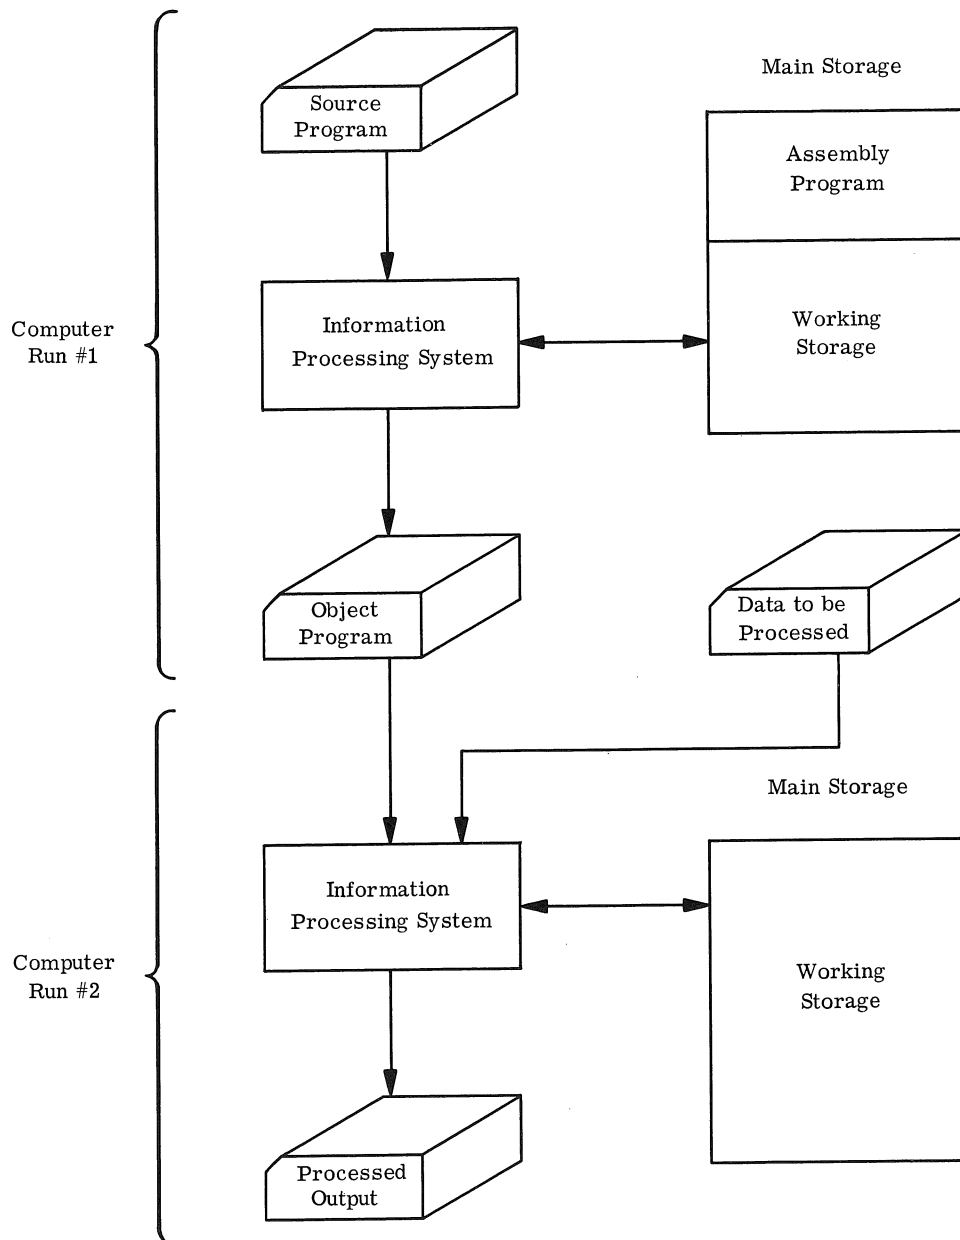 Source
Program
Main Storage
Assembly
Program
Computer
Run #1
Information
Processing System
Working
Storage
Object
Program
Data to be
Processed
Main Storage
Computer
Run #2
Information
Processing System
Working
Storage
Processed
Output